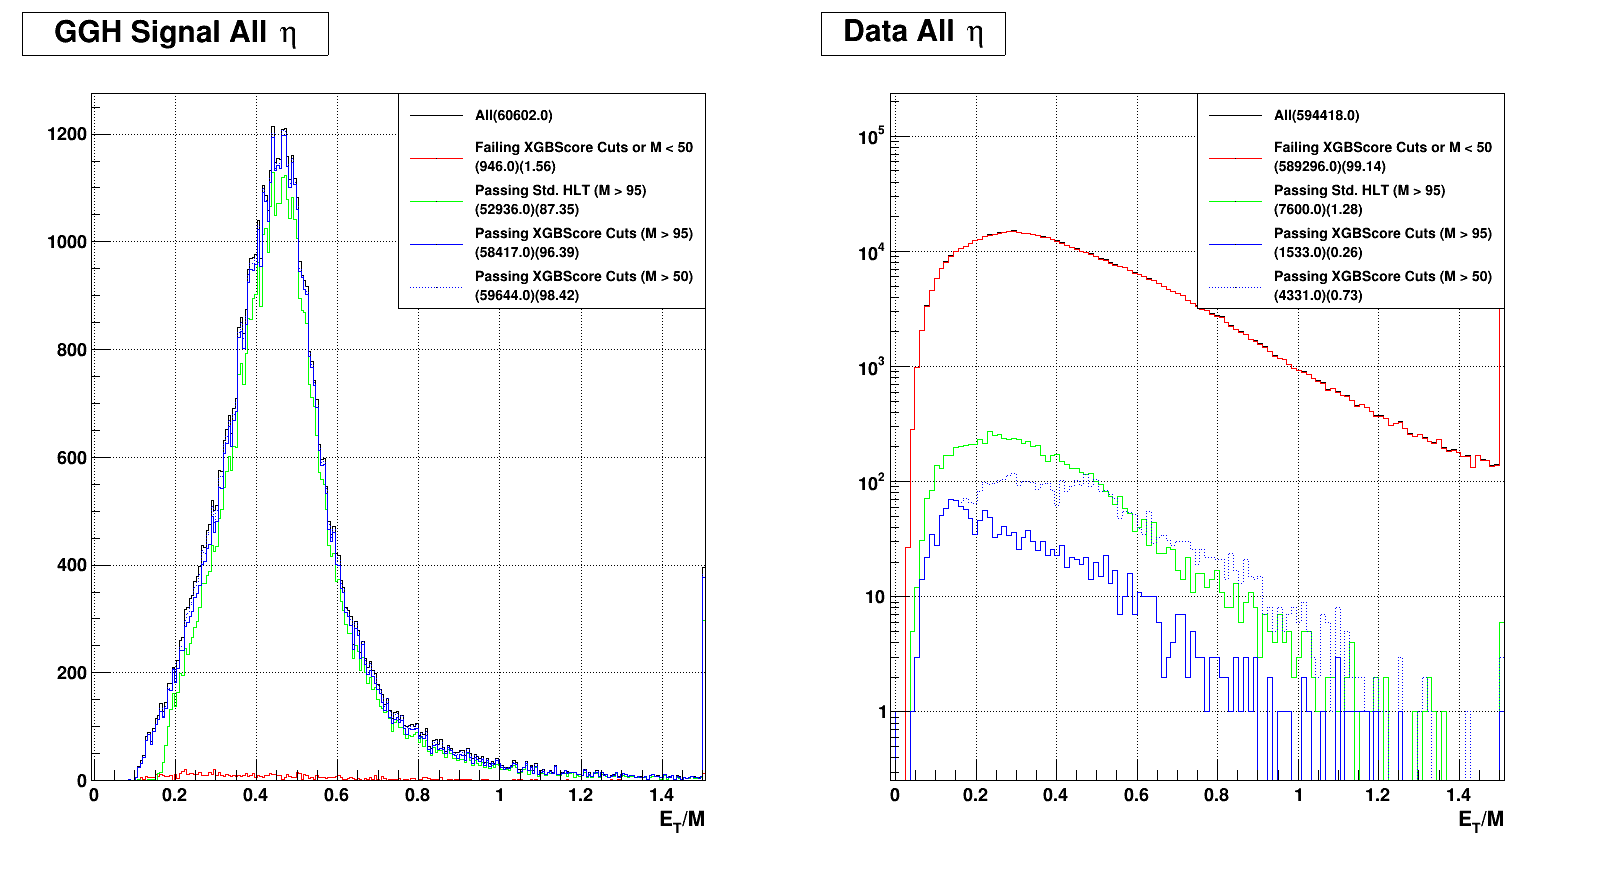 GGH Signal All η
All(60602.0)
Failing XGBScore Cuts or M < 50
(946.0)(1.56)
Passing Std. HLT (M > 95)
(52936.0)(87.35)
Passing XGBScore Cuts (M > 95)
(58417.0)(96.39)
Passing XGBScore Cuts (M > 50)
(59644.0)(98.42)
1200
1000
800
600
400
200
0
0 0.2 0.4 0.6 0.8 1 1.2 1.4
E_T/M
Data All η
All(594418.0)
Failing XGBScore Cuts or M < 50
(589296.0)(99.14)
Passing Std. HLT (M > 95)
(7600.0)(1.28)
Passing XGBScore Cuts (M > 95)
(1533.0)(0.26)
Passing XGBScore Cuts (M > 50)
(4331.0)(0.73)
10^5
10^4
10^3
10^2
10
1
0 0.2 0.4 0.6 0.8 1 1.2 1.4
E_T/M